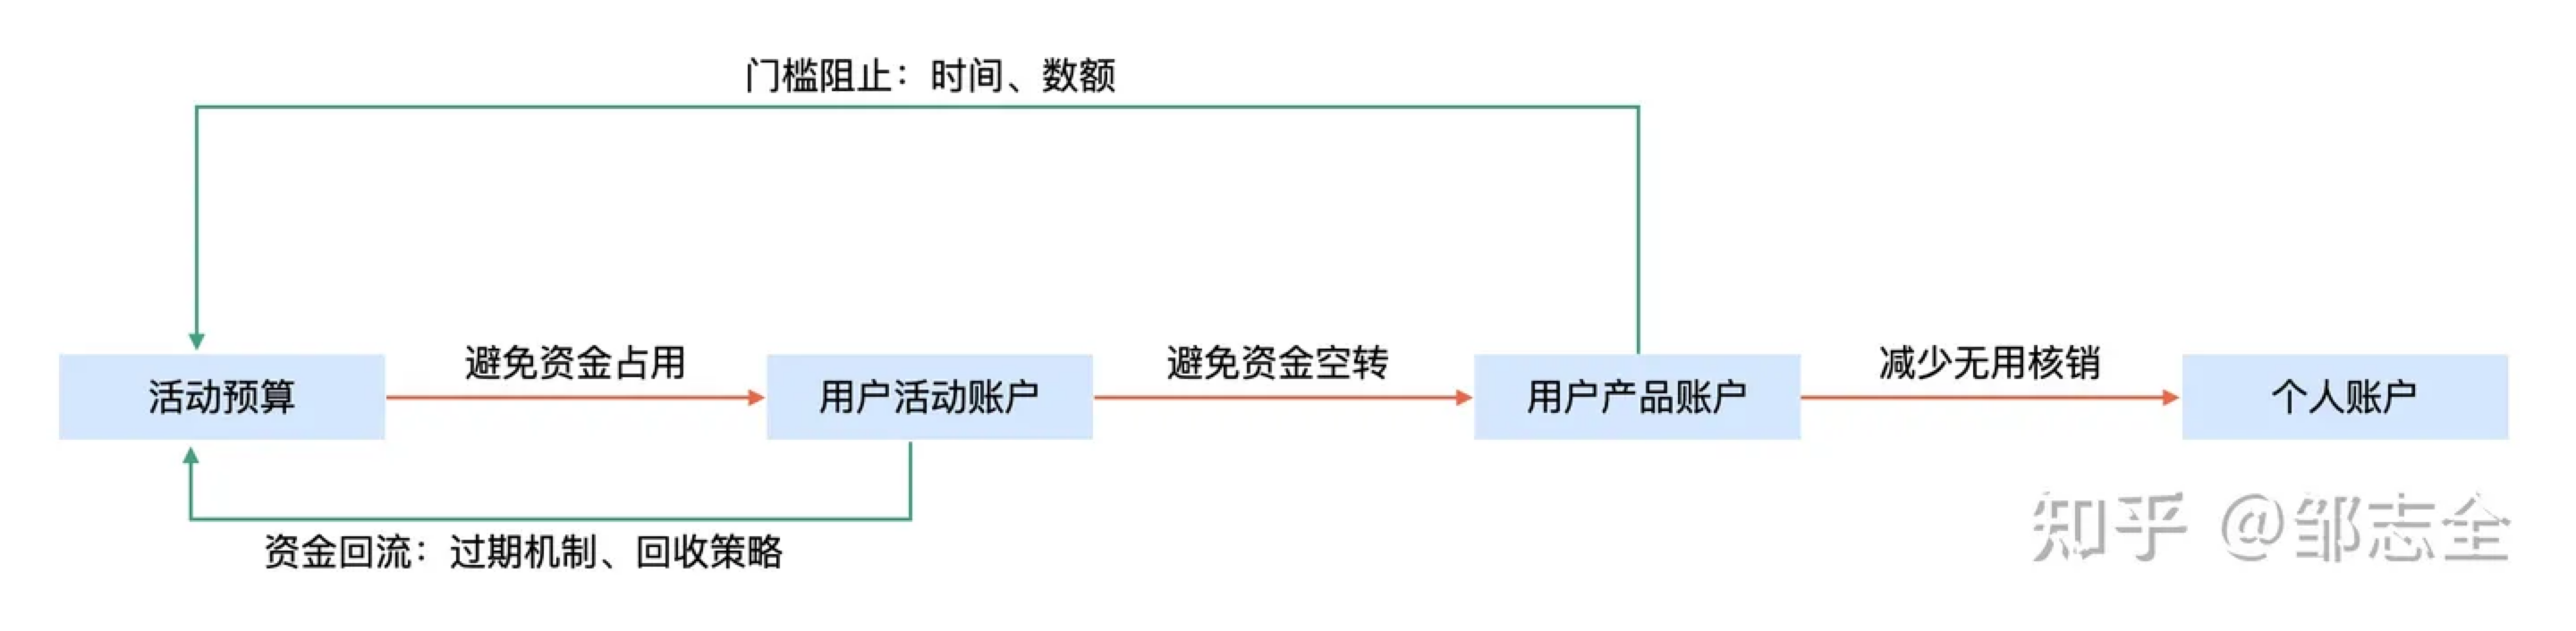 门槛阻止：时间、数额
活动预算
避免资金占用
用户活动账户
避免资金空转
用户产品账户
减少无用核销
个人账户
资金回流：过期机制、回收策略
知乎 @邹志全